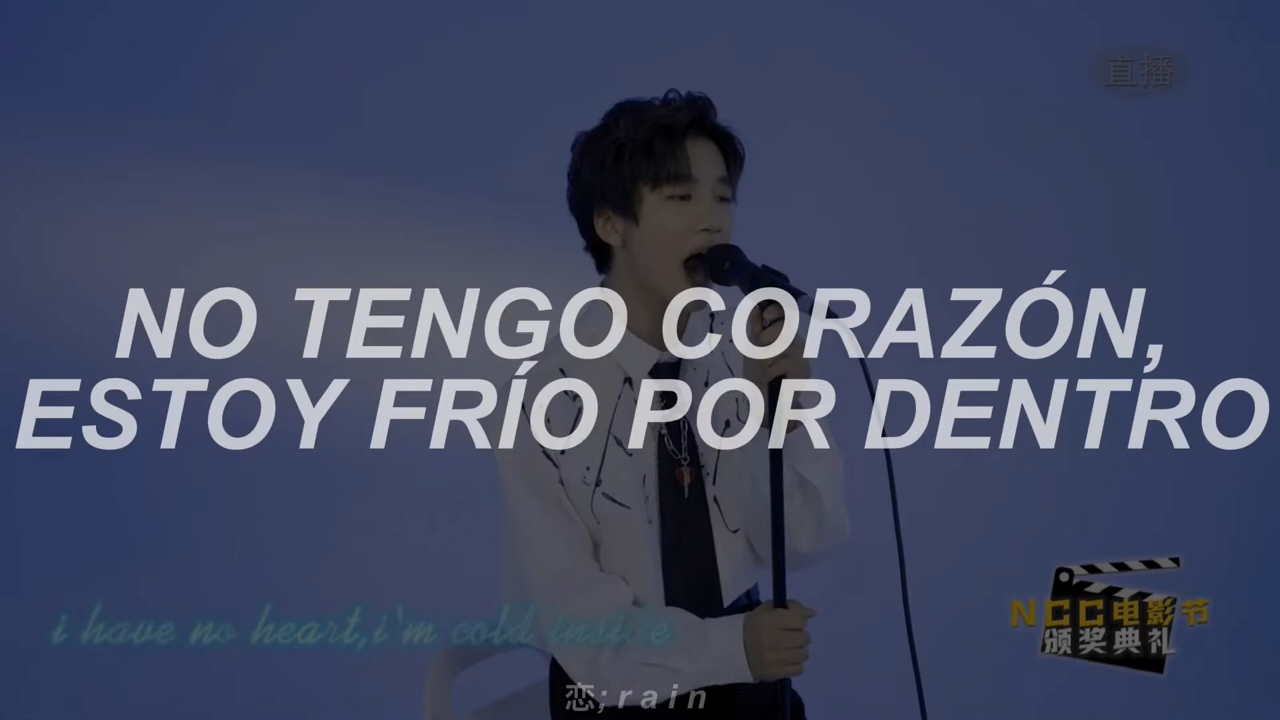 直播
NO TENGO CORAZÓN,
ESTOY FRÍO POR DENTRO
i have no heart,i'm cold inside
NCC电影节
颁奖典礼
恋;rain